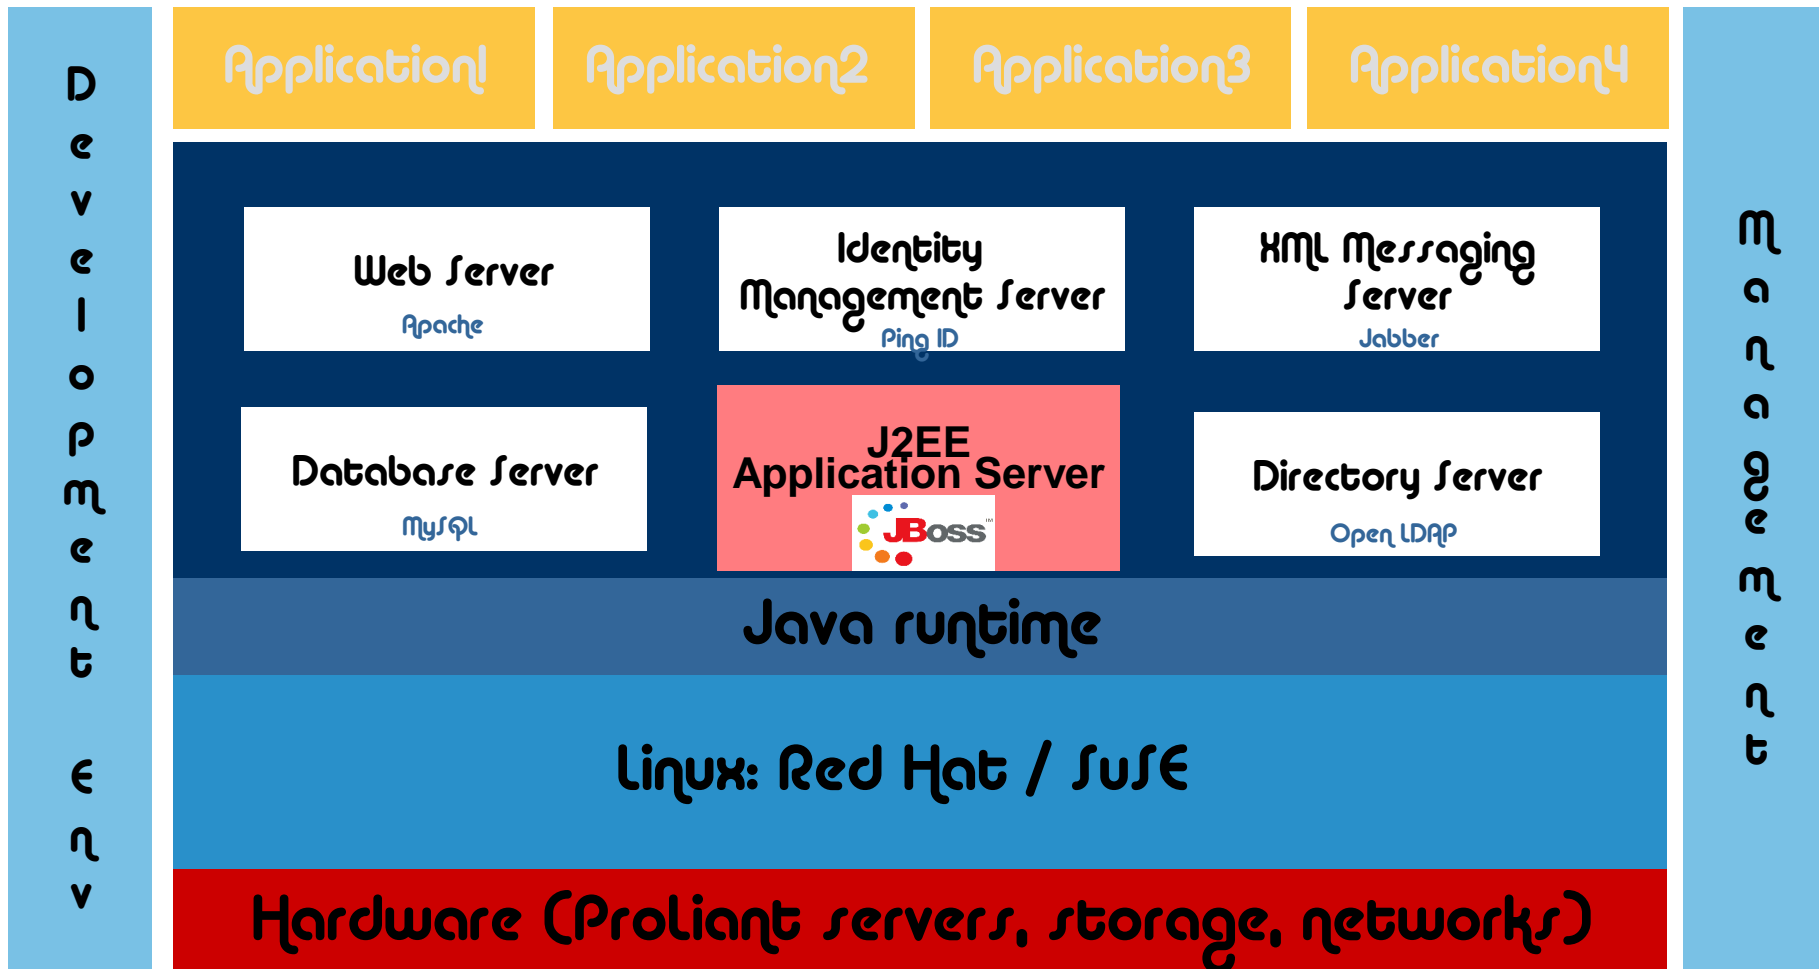 Development Env
Application1
Application2
Application3
Application4
Web Server
Apache
Identity
Management Server
Ping ID
XML Messaging
Server
Jabber
Database Server
MySQL
J2EE
Application Server
JBoss™
Directory Server
Open LDAP
Java runtime
Linux: Red Hat / SuSE
Hardware (ProLiant servers, storage, networks)
Management